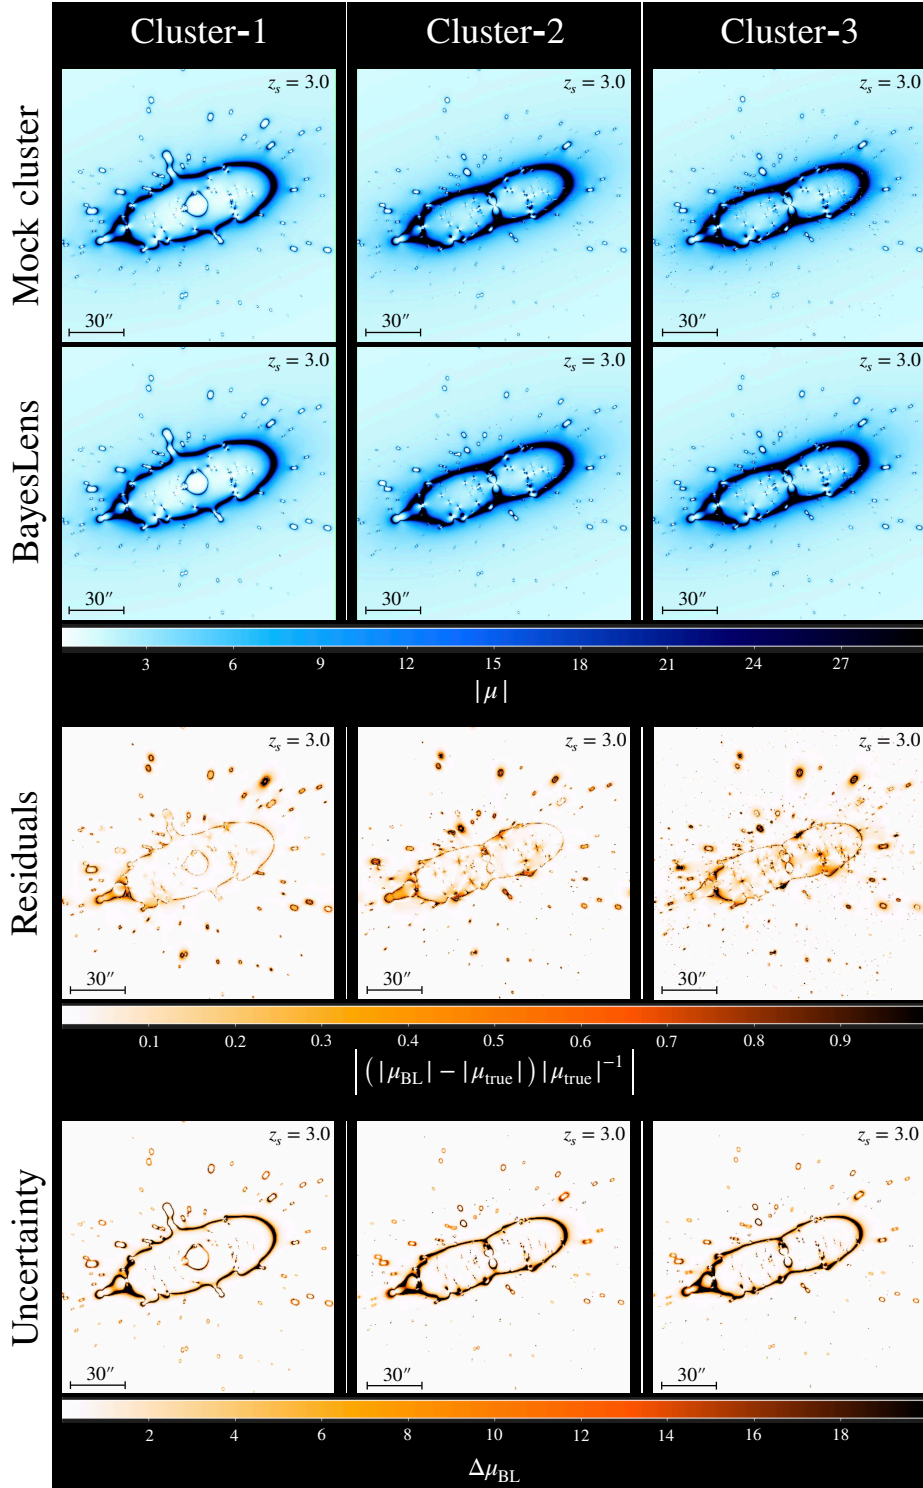 Cluster-1 Cluster-2 Cluster-3
Mock cluster
z_s = 3.0 z_s = 3.0 z_s = 3.0
30″ 30″ 30″
BayesLens
z_s = 3.0 z_s = 3.0 z_s = 3.0
30″ 30″ 30″
3 6 9 12 15 18 21 24 27
|μ|
Residuals
z_s = 3.0 z_s = 3.0 z_s = 3.0
30″ 30″ 30″
0.1 0.2 0.3 0.4 0.5 0.6 0.7 0.8 0.9
|(|μ_BL| − |μ_true|)|μ_true|⁻¹|
Uncertainty
z_s = 3.0 z_s = 3.0 z_s = 3.0
30″ 30″ 30″
2 4 6 8 10 12 14 16 18
Δμ_BL